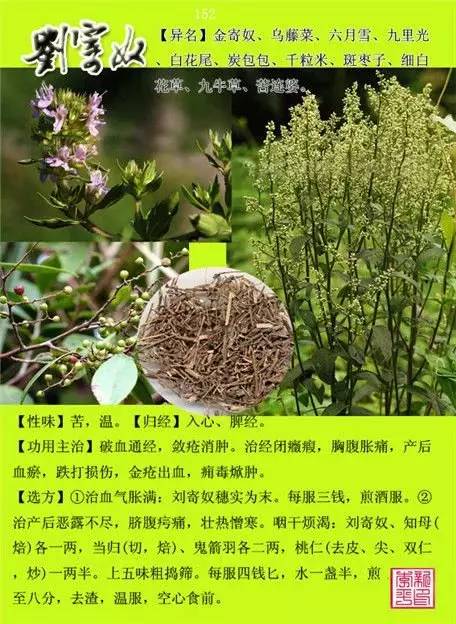 152
劉寄奴
【异名】金寄奴、乌藤菜、六月雪、九里光
、白花尾、炭包包、千粒米、斑枣子、细白
花草、九牛草、苗连婆。
【性味】苦，温。【归经】入心、脾经。
【功用主治】破血通经，敛疮消肿。治经闭癥瘕，胸腹胀痛，产后
血瘀，跌打损伤，金疮出血，痈毒焮肿。
【选方】①治血气胀满：刘寄奴穗实为末。每服三钱，煎酒服。②
治产后恶露不尽，脐腹疞痛，壮热憎寒。咽干烦渴：刘寄奴、知母(
焙)各一两，当归(切，焙)、鬼箭羽各二两，桃仁(去皮、尖、双仁
，炒)一两半。上五味粗捣筛。每服四钱匕，水一盏半，煎
至八分，去渣，温服，空心食前。